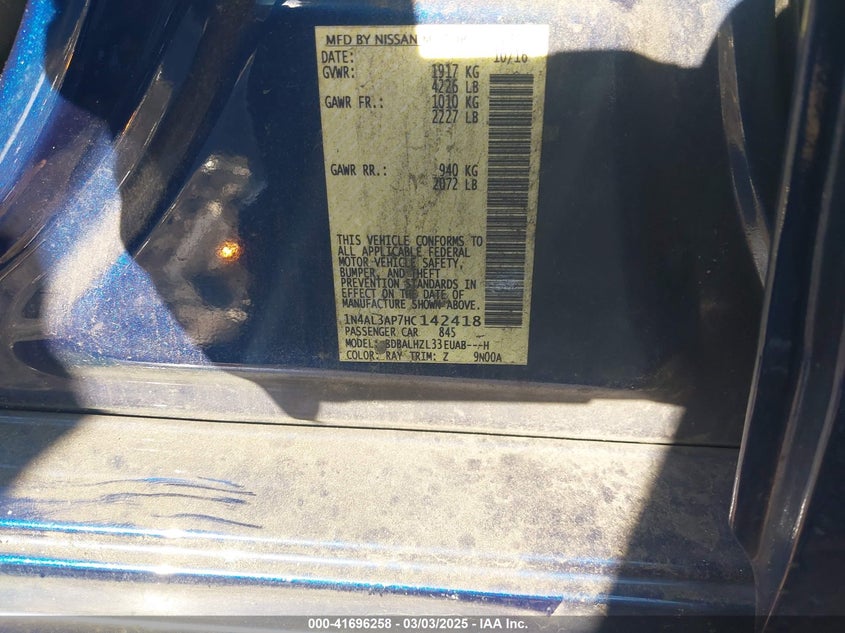 MFD BY NISSAN
DATE: 10/16
GVWR: 1917 KG
4226 LB
GAWR FR.: 1010 KG
2227 LB
GAWR RR.: 940 KG
2072 LB
THIS VEHICLE CONFORMS TO
ALL APPLICABLE FEDERAL
MOTOR VEHICLE SAFETY,
BUMPER, AND THEFT
PREVENTION STANDARDS IN
EFFECT ON THE DATE OF
MANUFACTURE SHOWN ABOVE.
1N4AL3AP7HC142418
PASSENGER CAR 845
MODEL: BDBALHZL33EUAB---H
COLOR: RAY TRIM: Z 9N00A
000-41696258 - 03/03/2025 - IAA Inc.